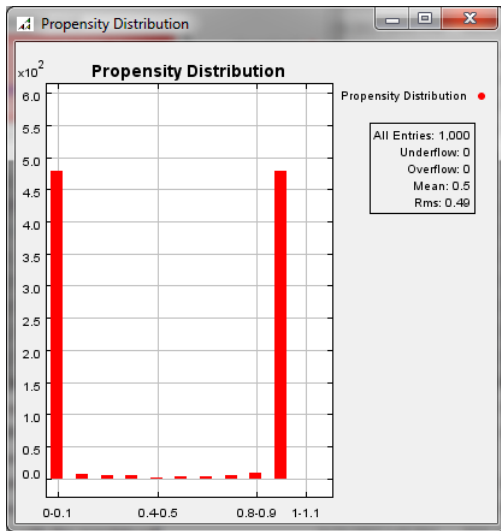 Propensity Distribution
Propensity Distribution
x10²
6.0
5.5
5.0
4.5
4.0
3.5
3.0
2.5
2.0
1.5
1.0
0.5
0.0
0-0.1
0.4-0.5
0.8-0.9
1-1.1
Propensity Distribution
All Entries: 1,000
Underflow: 0
Overflow: 0
Mean: 0.5
Rms: 0.49